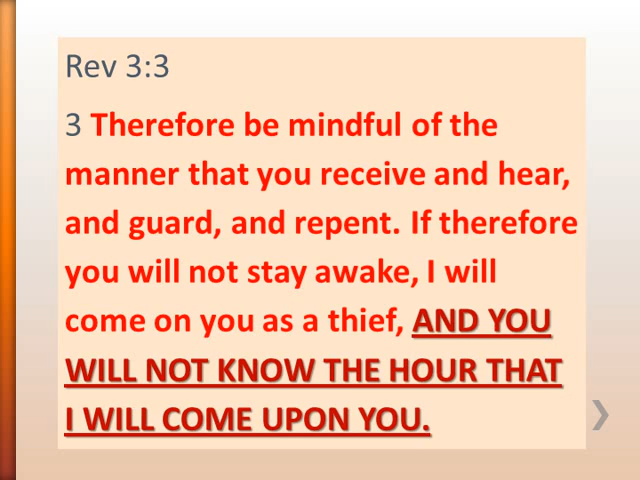 Rev 3:3
3 Therefore be mindful of the
manner that you receive and hear,
and guard, and repent. If therefore
you will not stay awake, I will
come on you as a thief, AND YOU
WILL NOT KNOW THE HOUR THAT
I WILL COME UPON YOU.